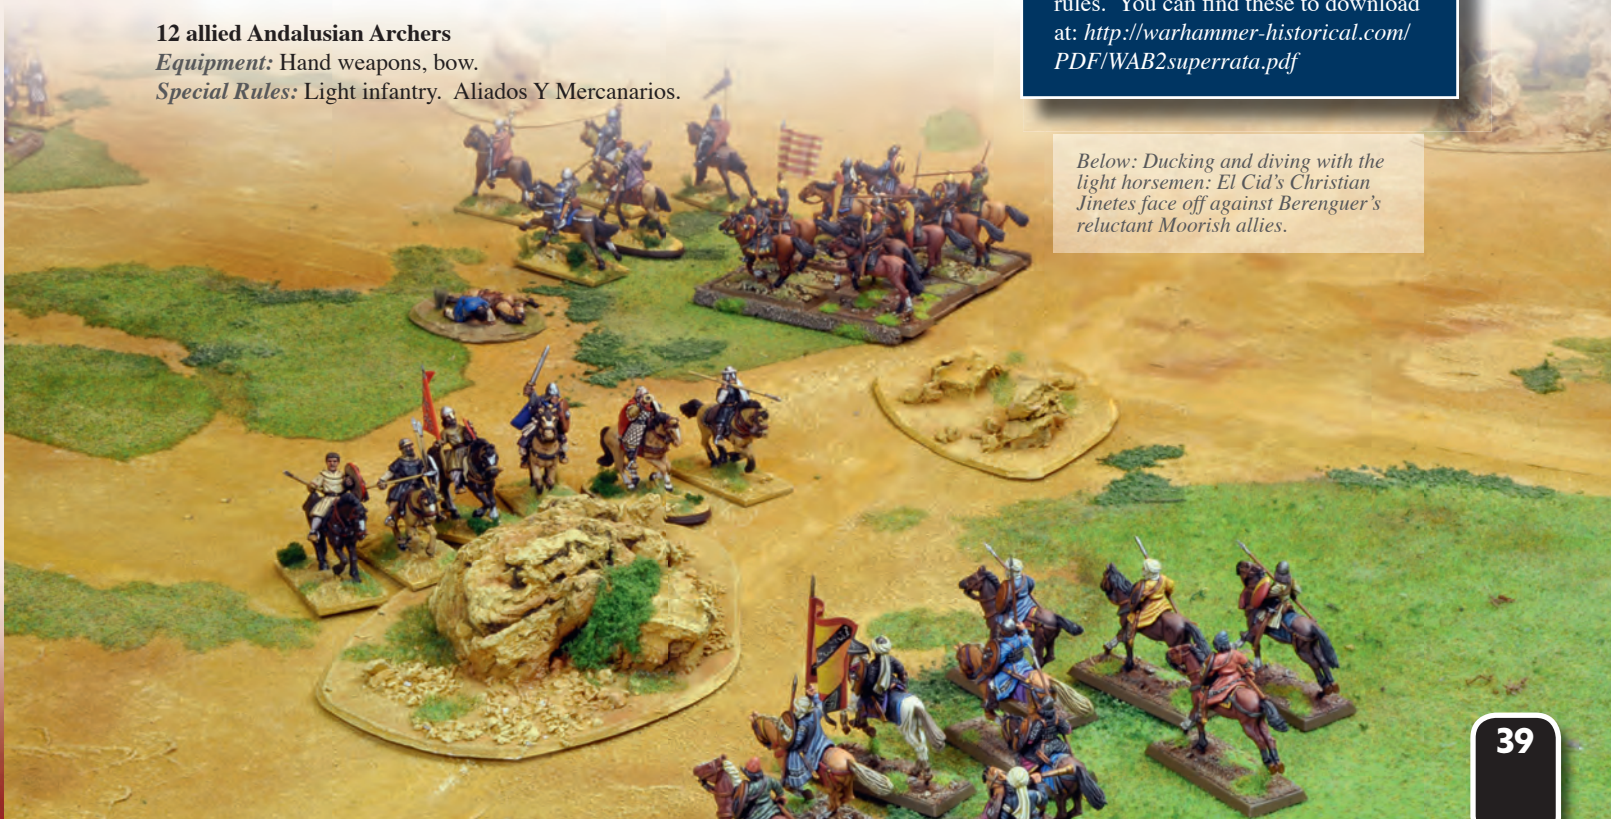 12 allied Andalusian Archers
Equipment: Hand weapons, bow.
Special Rules: Light infantry.  Aliados Y Mercanarios.
rules.  You can find these to download
at: http://warhammer-historical.com/
PDF/WAB2superrata.pdf
Below: Ducking and diving with the
light horsemen: El Cid's Christian
Jinetes face off against Berenguer's
reluctant Moorish allies.
39